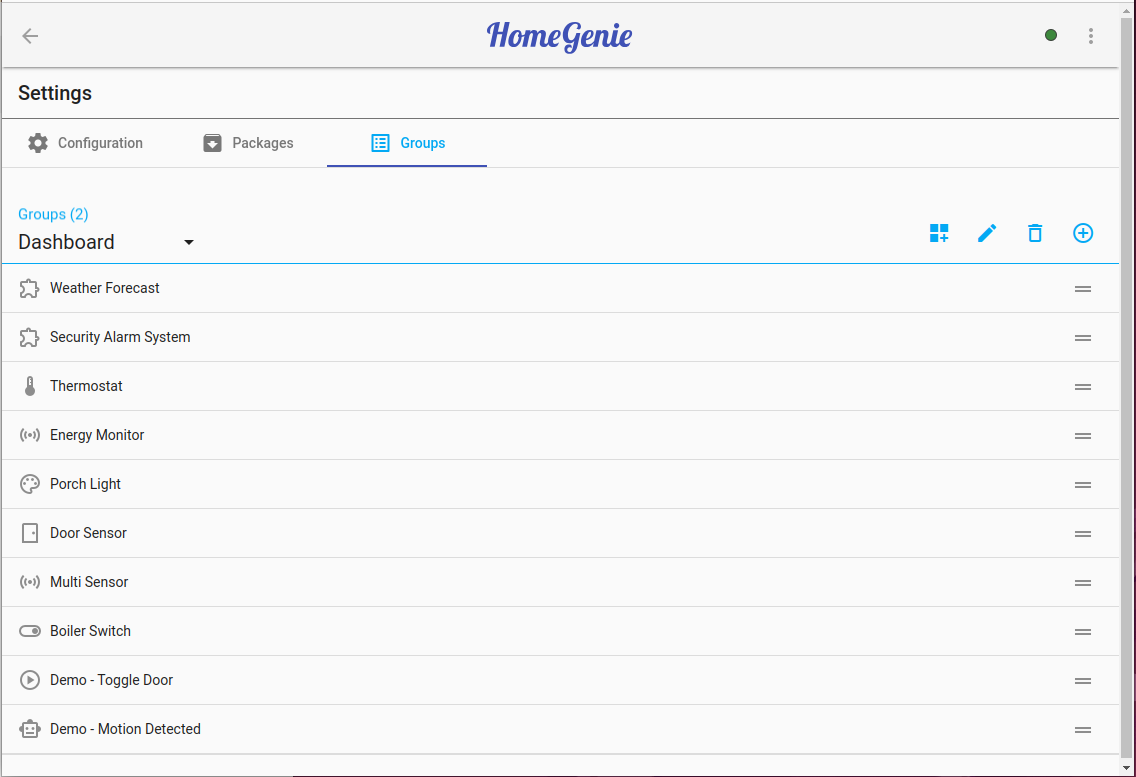 HomeGenie
Settings
Configuration
Packages
Groups
Groups (2)
Dashboard
Weather Forecast
Security Alarm System
Thermostat
Energy Monitor
Porch Light
Door Sensor
Multi Sensor
Boiler Switch
Demo - Toggle Door
Demo - Motion Detected